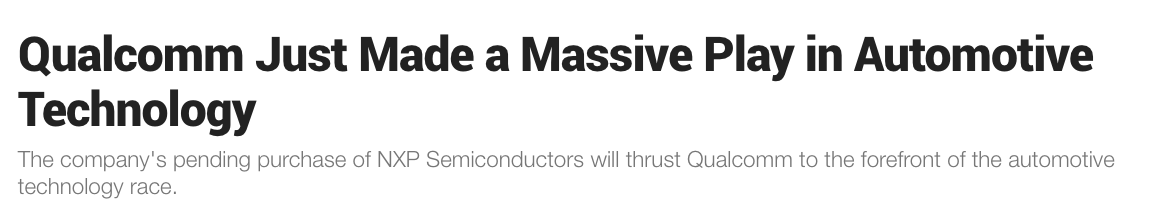 Qualcomm Just Made a Massive Play in Automotive
Technology
The company's pending purchase of NXP Semiconductors will thrust Qualcomm to the forefront of the automotive
technology race.